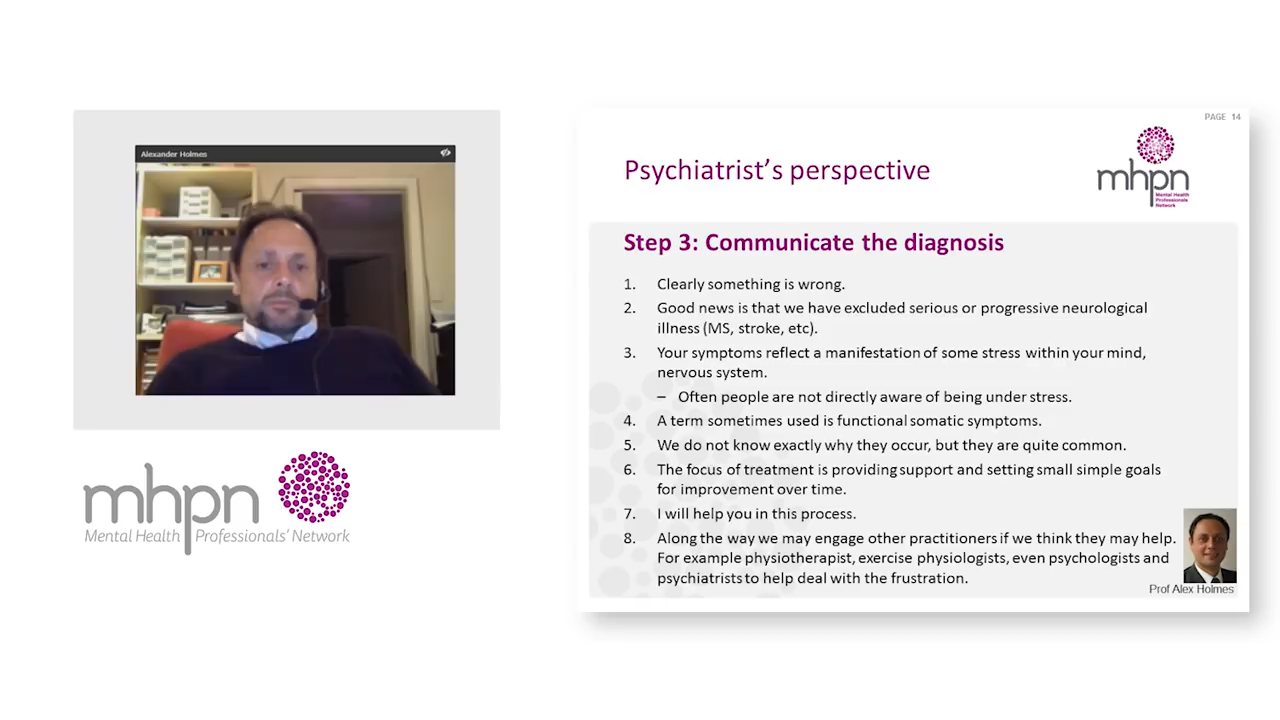 Alexander Holmes
mhpn
Mental Health Professionals' Network
PAGE 14
Psychiatrist's perspective
mhpn
Mental Health
Professionals
Network
Step 3: Communicate the diagnosis
1. Clearly something is wrong.
2. Good news is that we have excluded serious or progressive neurological
illness (MS, stroke, etc).
3. Your symptoms reflect a manifestation of some stress within your mind,
nervous system.
– Often people are not directly aware of being under stress.
4. A term sometimes used is functional somatic symptoms.
5. We do not know exactly why they occur, but they are quite common.
6. The focus of treatment is providing support and setting small simple goals
for improvement over time.
7. I will help you in this process.
8. Along the way we may engage other practitioners if we think they may help.
For example physiotherapist, exercise physiologists, even psychologists and
psychiatrists to help deal with the frustration.
Prof Alex Holmes